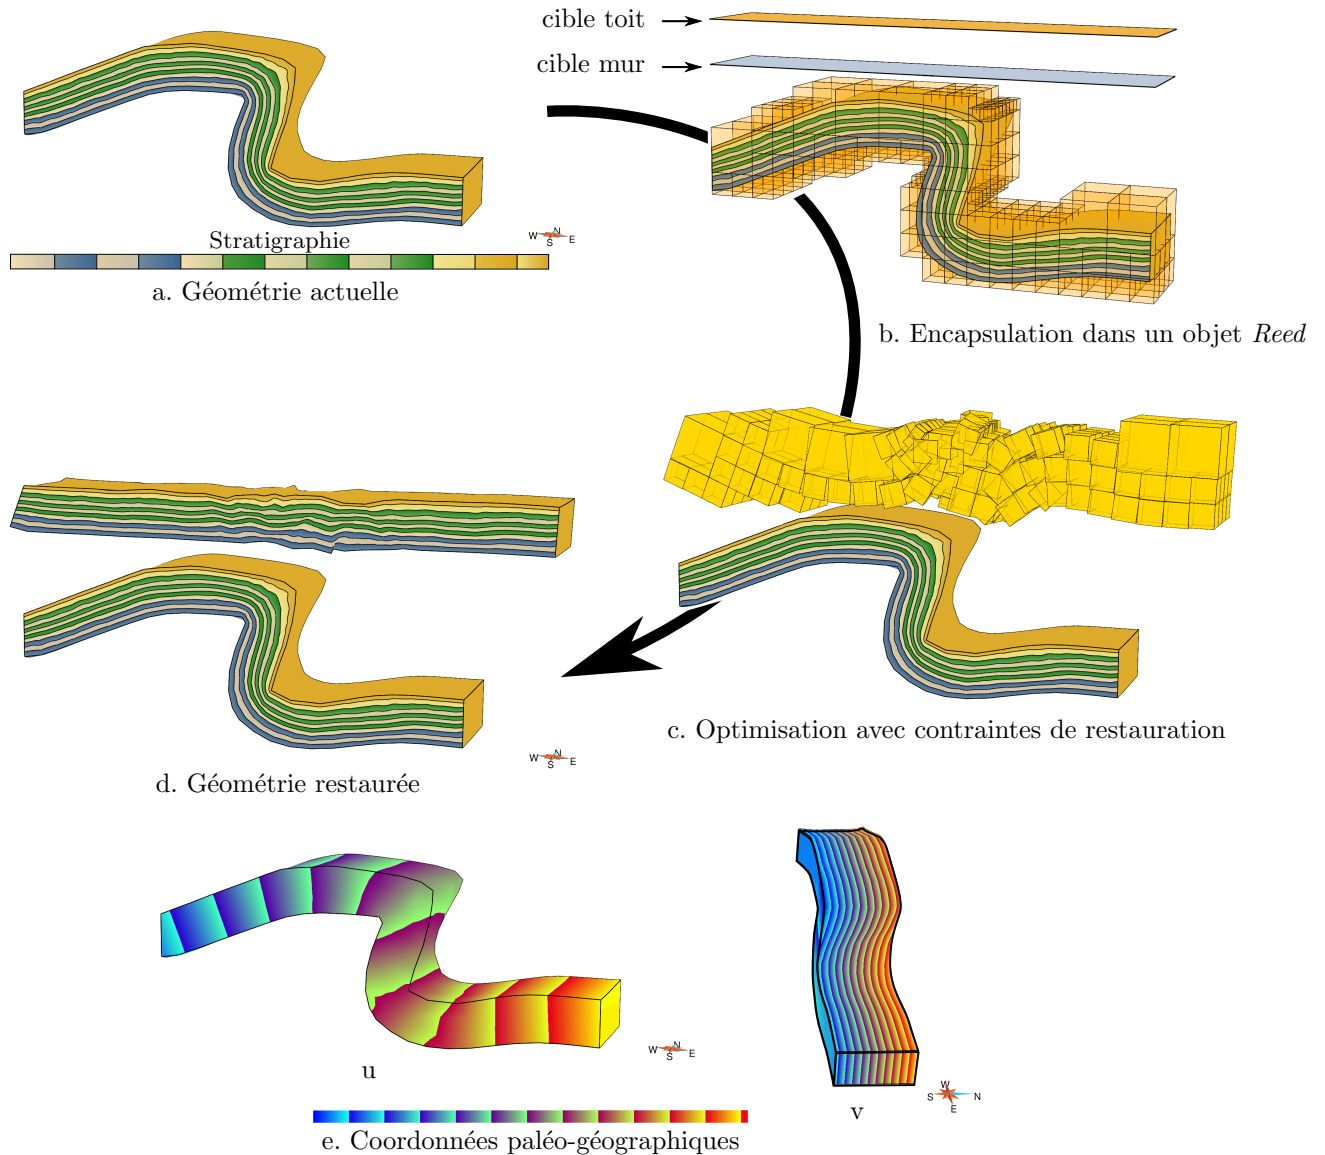 cible toit
cible mur
Stratigraphie
W N S E
a. Géométrie actuelle
b. Encapsulation dans un objet Reed
c. Optimisation avec contraintes de restauration
W N S E
d. Géométrie restaurée
W N S E
u
W S N E
v
e. Coordonnées paléo-géographiques